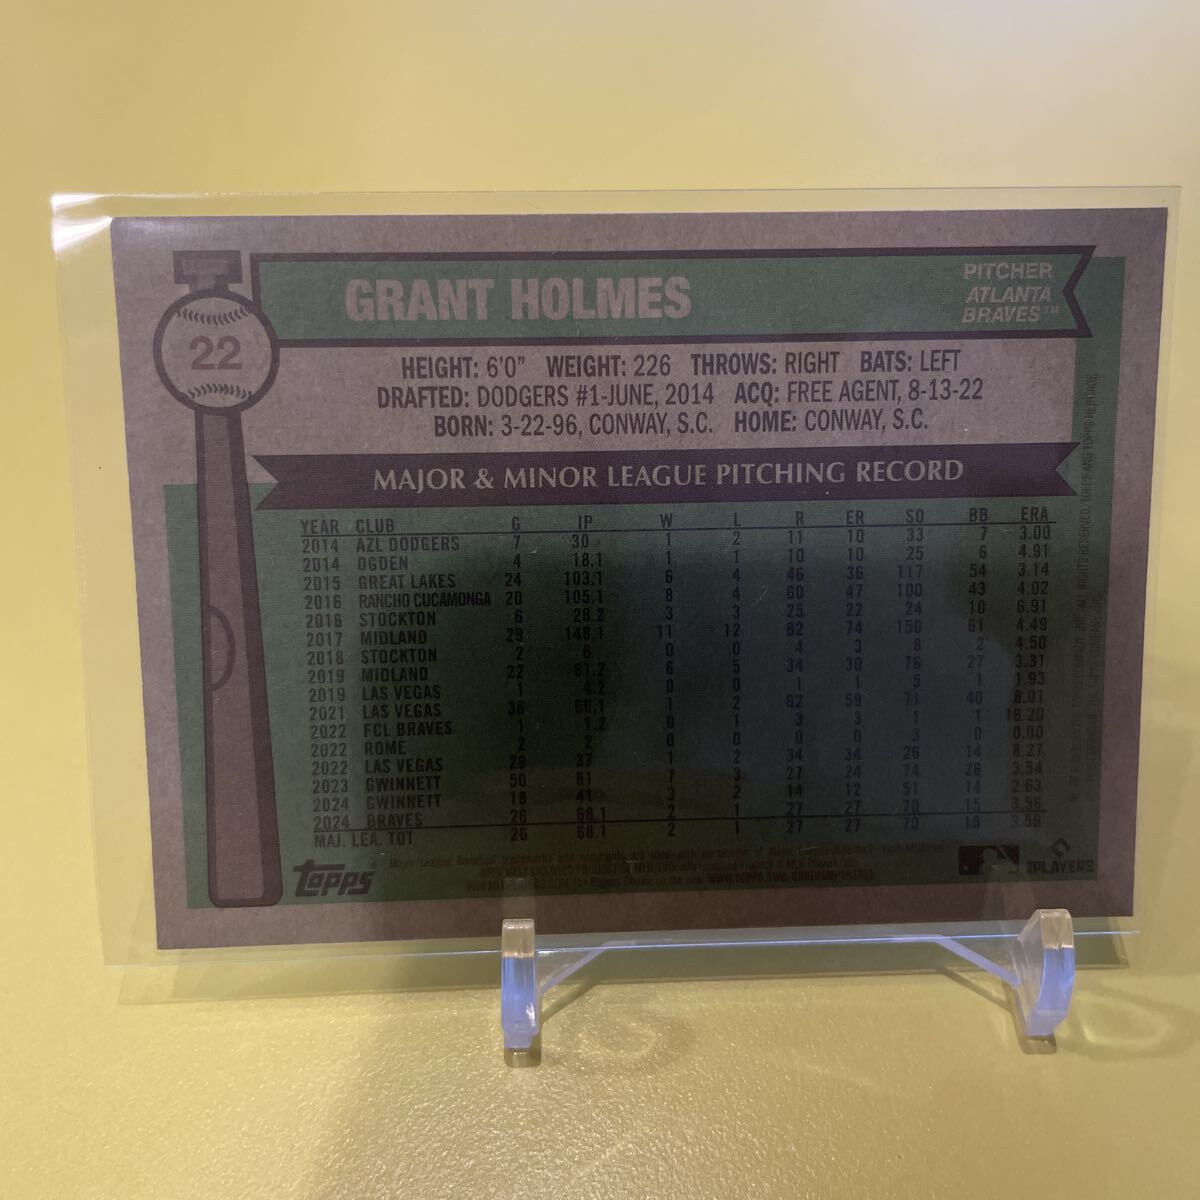 GRANT HOLMES
PITCHER
ATLANTA
BRAVES™
22
HEIGHT: 6'0" WEIGHT: 226 THROWS: RIGHT BATS: LEFT
DRAFTED: DODGERS #1-JUNE, 2014 ACQ: FREE AGENT, 8-13-22
BORN: 3-22-96, CONWAY, S.C. HOME: CONWAY, S.C.
MAJOR & MINOR LEAGUE PITCHING RECORD
YEAR CLUB G IP W L R ER SO BB ERA
2014 AZL DODGERS 7 30 1 2 11 10 33 7 3.00
2014 OGDEN 4 18.1 1 1 10 10 25 6 4.91
2015 GREAT LAKES 24 103.1 6 4 46 36 117 54 3.14
2016 RANCHO CUCAMONGA 20 105.1 8 4 60 47 100 43 4.02
2016 STOCKTON 6 28.2 3 3 25 22 24 10 6.91
2017 MIDLAND 29 148.1 11 12 82 74 150 61 4.49
2018 STOCKTON 2 6 0 0 4 3 8 2 4.50
2019 MIDLAND 22 81.2 6 5 34 30 76 27 3.31
2019 LAS VEGAS 1 4.2 0 0 1 1 5 1 1.93
2021 LAS VEGAS 36 66.1 1 2 62 59 71 40 8.01
2022 FCL BRAVES 1 1.2 0 1 3 3 1 1 16.20
2022 ROME 2 2 0 0 0 0 3 0 0.00
2022 LAS VEGAS 28 37 1 2 34 34 26 14 8.27
2023 GWINNETT 50 61 7 3 27 24 74 26 3.54
2024 GWINNETT 18 41 3 2 14 12 51 14 2.63
2024 BRAVES 26 68.1 2 1 27 27 70 15 3.56
MAJ. LEA. TOT. 26 68.1 2 1 27 27 70 15 3.56
topps
PLAYERS